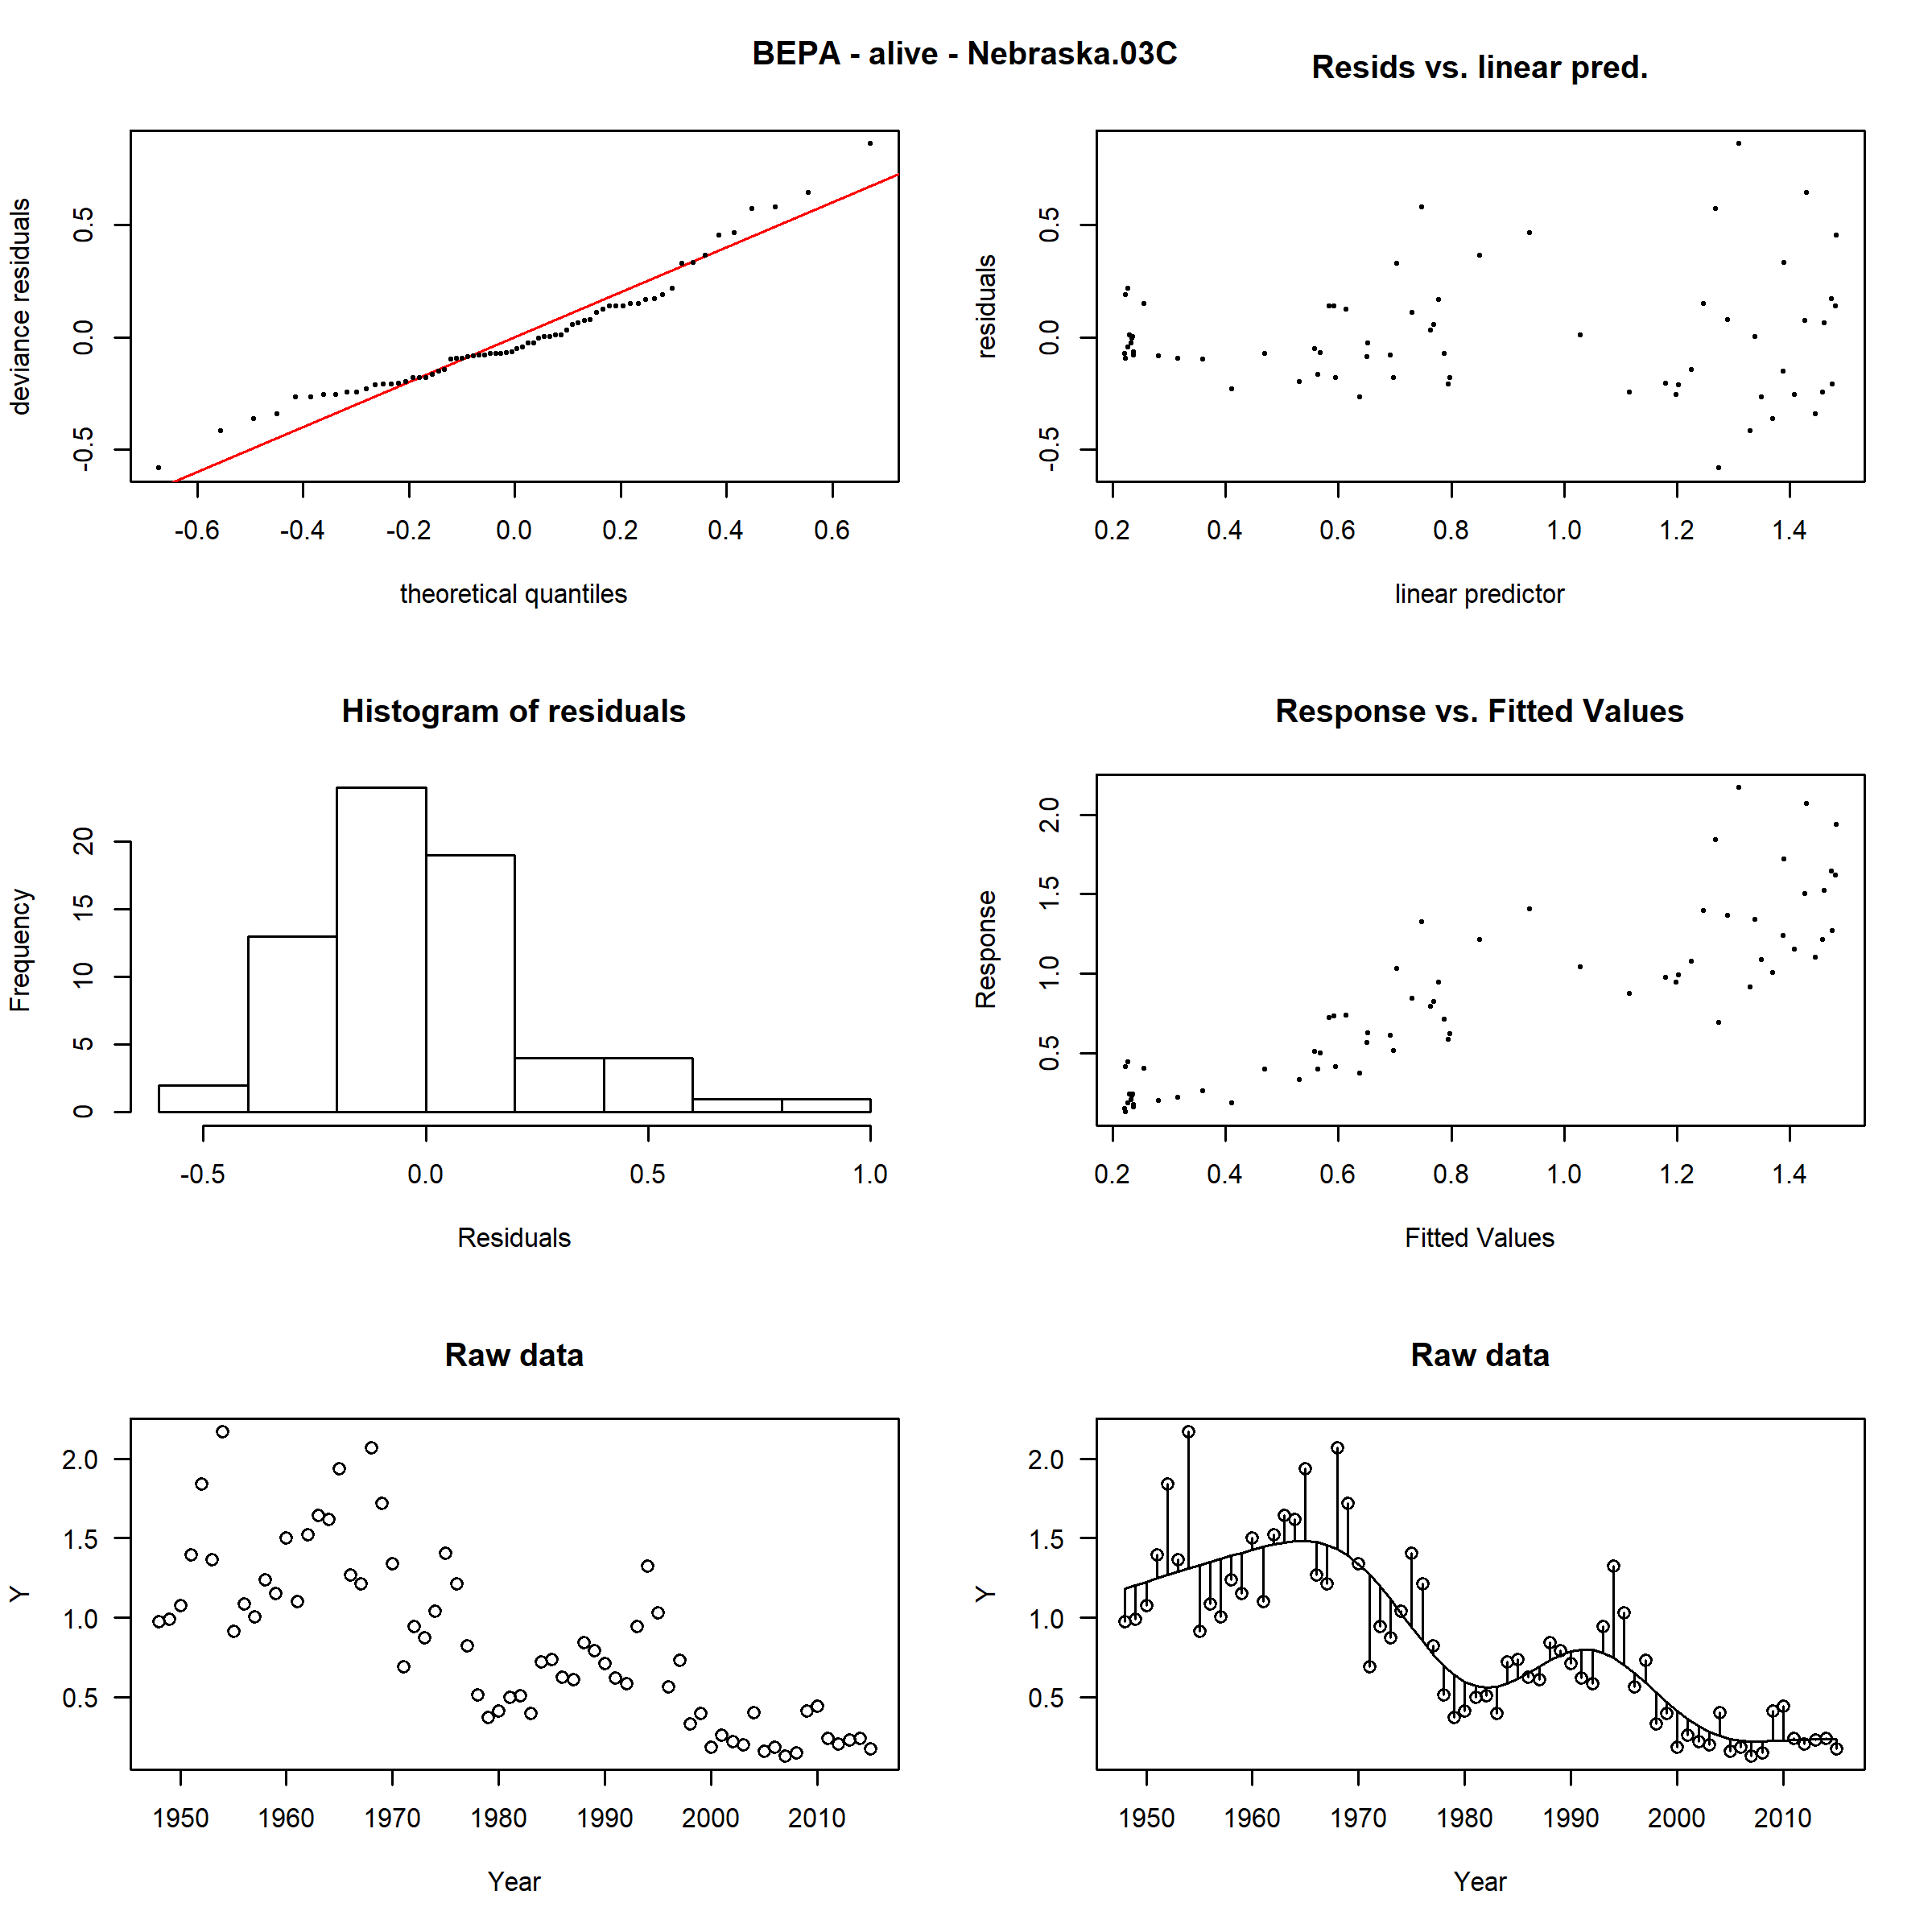 BEPA - alive - Nebraska.03C
Resids vs. linear pred.
deviance residuals
0.5
0.0
-0.5
-0.6 -0.4 -0.2 0.0 0.2 0.4 0.6
theoretical quantiles
residuals
0.5
0.0
-0.5
0.2 0.4 0.6 0.8 1.0 1.2 1.4
linear predictor
Histogram of residuals
Frequency
20
15
10
5
0
-0.5 0.0 0.5 1.0
Residuals
Response vs. Fitted Values
Response
2.0
1.5
1.0
0.5
0.2 0.4 0.6 0.8 1.0 1.2 1.4
Fitted Values
Raw data
Y
2.0
1.5
1.0
0.5
1950 1960 1970 1980 1990 2000 2010
Year
Raw data
Y
2.0
1.5
1.0
0.5
1950 1960 1970 1980 1990 2000 2010
Year